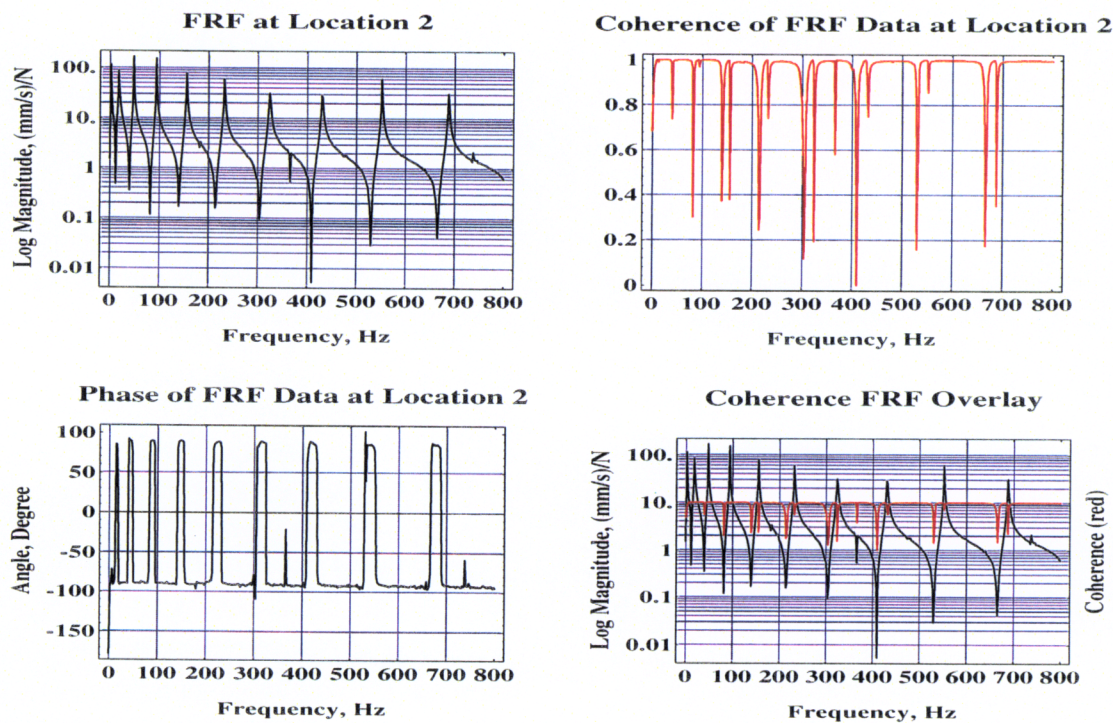 FRF at Location 2
Log Magnitude, (mm/s)/N
100.
10.
1
0.1
0.01
0 100 200 300 400 500 600 700 800
Frequency, Hz
Coherence of FRF Data at Location 2
1
0.8
0.6
0.4
0.2
0
0 100 200 300 400 500 600 700 800
Frequency, Hz
Phase of FRF Data at Location 2
Angle, Degree
100
50
0
-50
-100
-150
0 100 200 300 400 500 600 700 800
Frequency, Hz
Coherence FRF Overlay
Log Magnitude, (mm/s)/N
100.
10.
1
0.1
0.01
0 100 200 300 400 500 600 700 800
Frequency, Hz
Coherence (red)